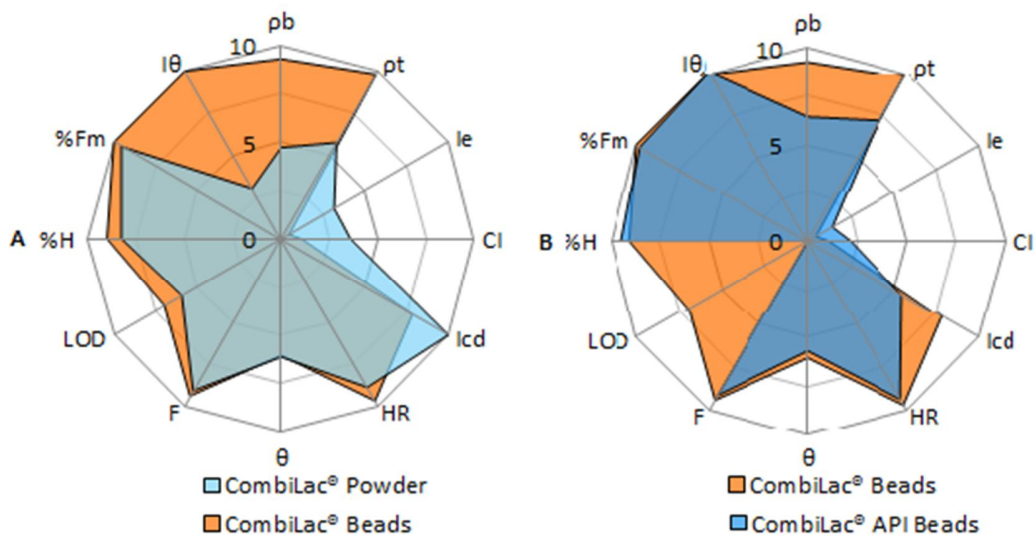 ρb
10
ρt
Iθ
%Fm
5
Ie
A
%H
0
CI
LOD
Icd
F
HR
θ
CombiLac® Powder
CombiLac® Beads
ρb
10
ρt
Iθ
%Fm
5
Ie
B
%H
0
CI
LOD
Icd
F
HR
θ
CombiLac® Beads
CombiLac® API Beads